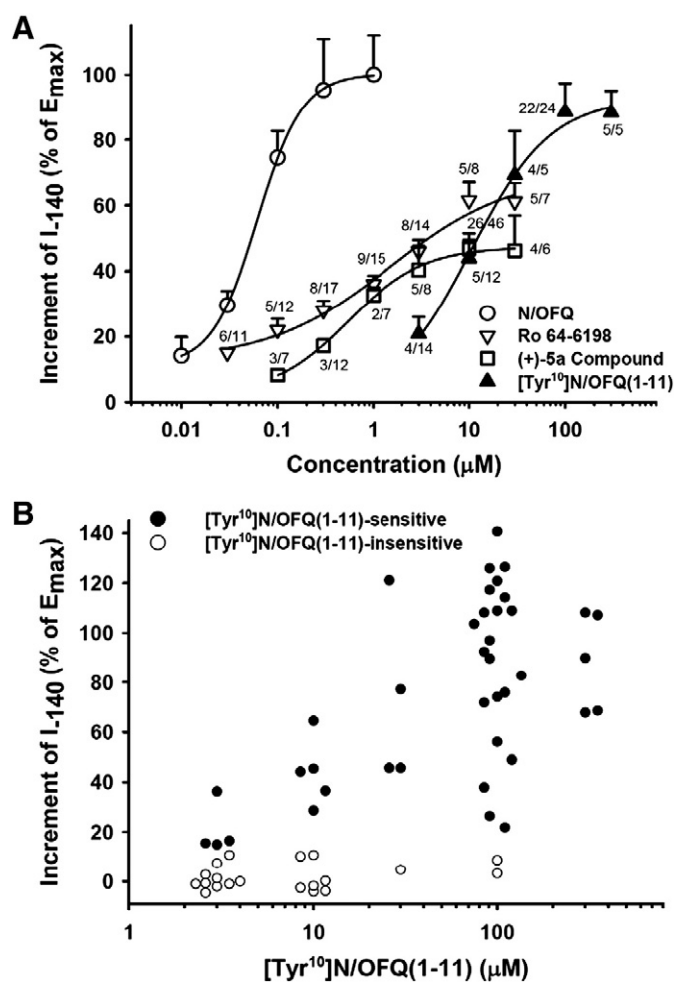 A
Increment of I-140 (% of Emax)
100
80
60
40
20
0
22/24
5/5
5/8
4/5
5/7
8/14
26/46
9/15
4/6
8/17
5/8
5/12
5/12
6/11
2/7
3/7
3/12
4/14
N/OFQ
Ro 64-6198
(+)-5a Compound
[Tyr10]N/OFQ(1-11)
0.01 0.1 1 10 100
Concentration (μM)
B
Increment of I-140 (% of Emax)
[Tyr10]N/OFQ(1-11)-sensitive
[Tyr10]N/OFQ(1-11)-insensitive
140
120
100
80
60
40
20
0
1 10 100
[Tyr10]N/OFQ(1-11) (μM)